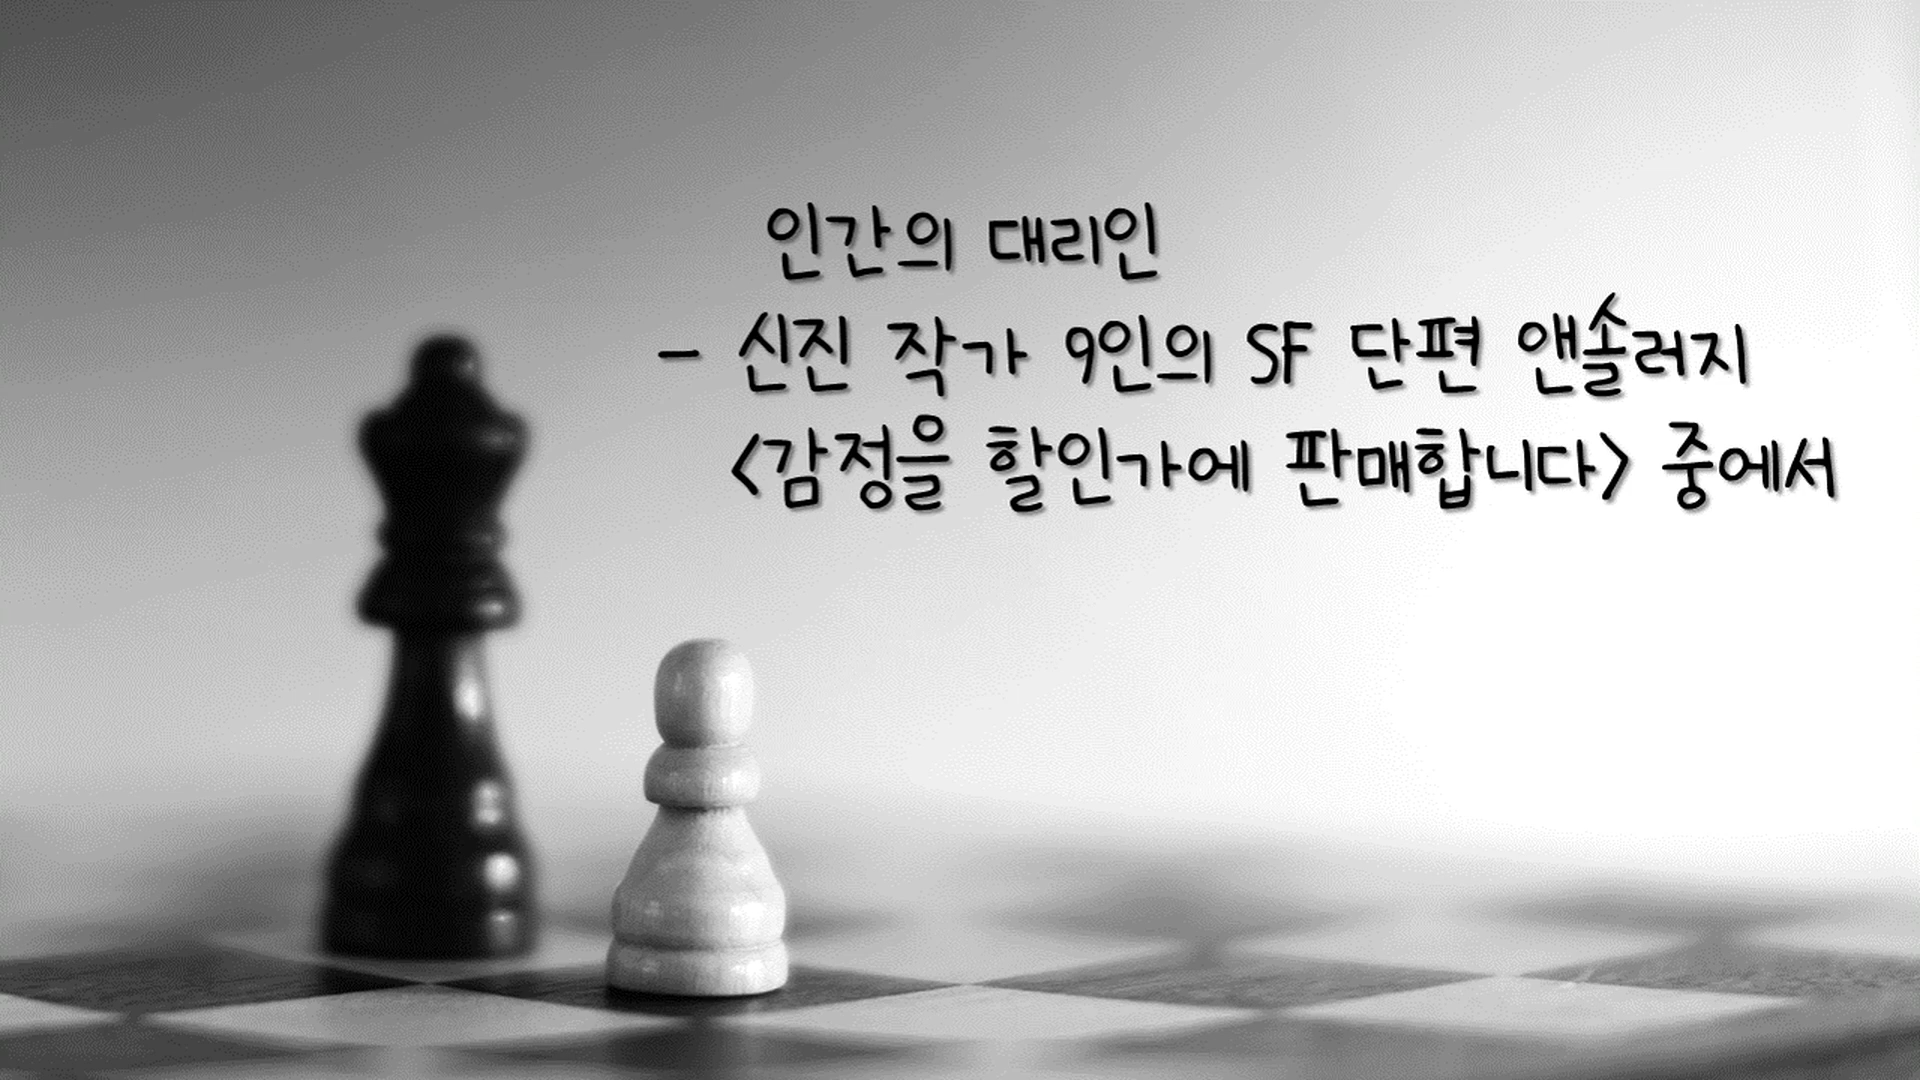 인간의 대리인
- 신진 작가 9인의 SF 단편 앤솔러지
<감정을 할인가에 판매합니다> 중에서